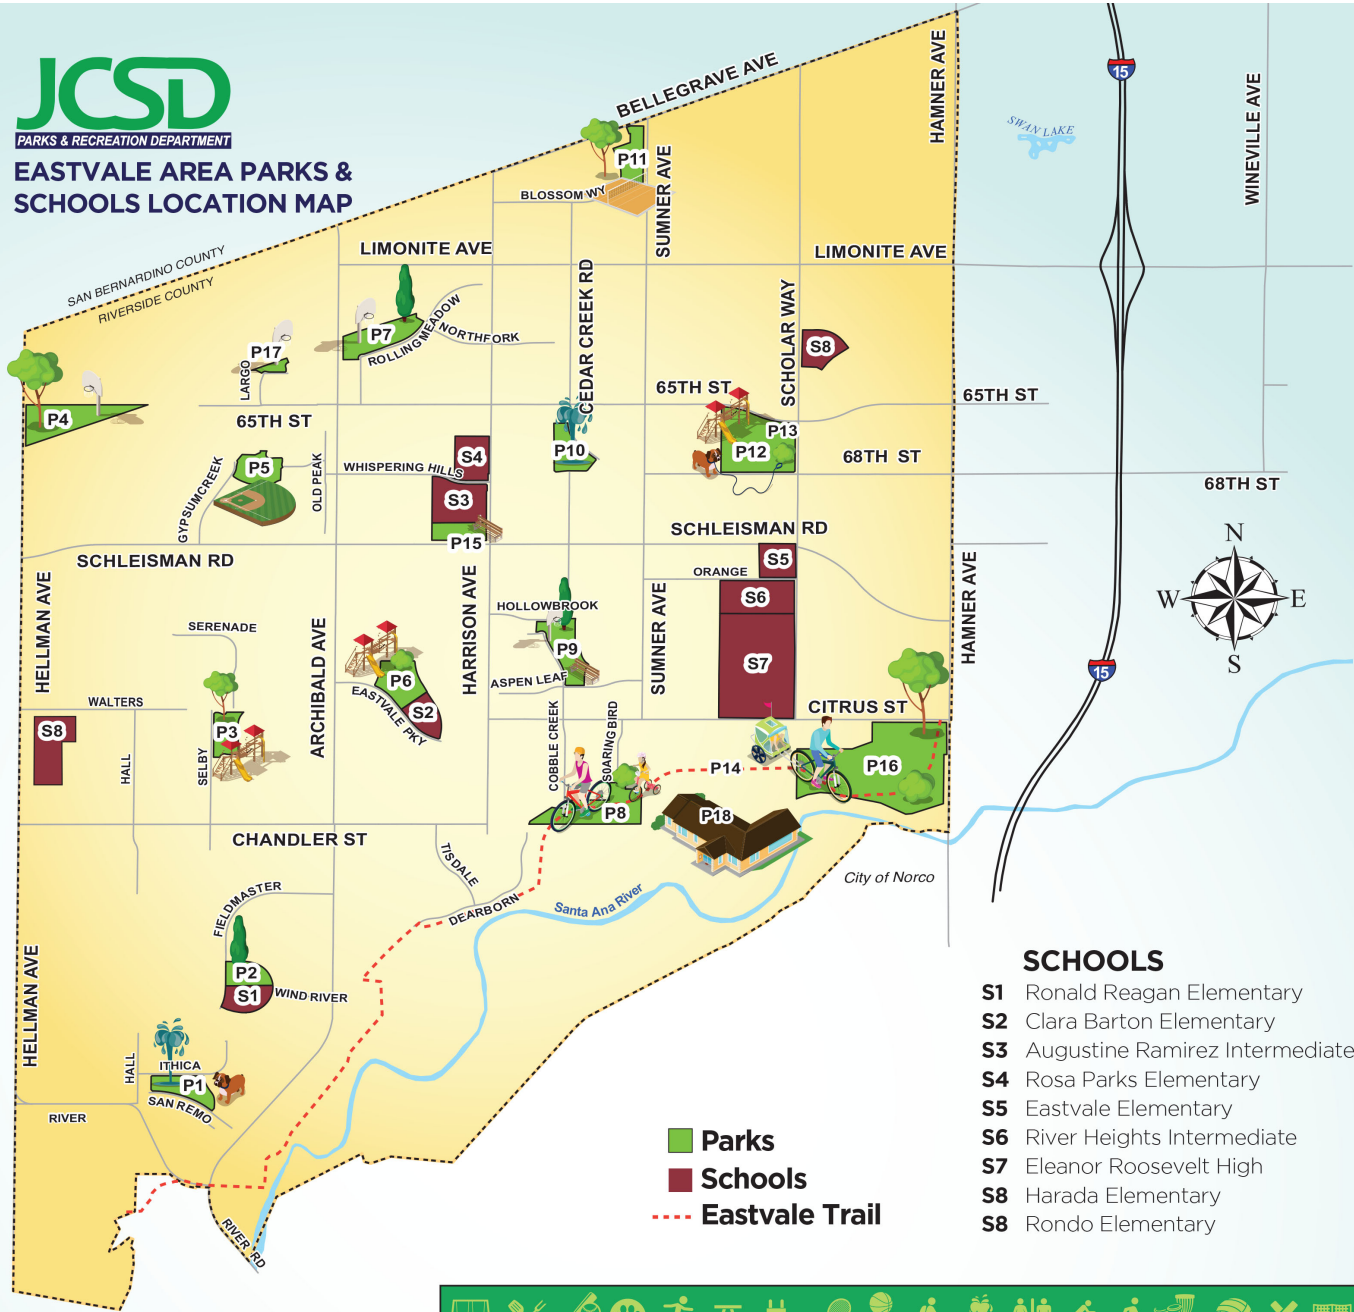 JCSD
PARKS & RECREATION DEPARTMENT
EASTVALE AREA PARKS &
SCHOOLS LOCATION MAP
BELLEGRAVE AVE
HAMNER AVE
15
SWAN LAKE
WINEVILLE AVE
P11
BLOSSOM WY
SUMNER AVE
SAN BERNARDINO COUNTY
RIVERSIDE COUNTY
LIMONITE AVE
LIMONITE AVE
CEDAR CREEK RD
SCHOLAR WAY
P7
ROLLING MEADOW
NORTHFORK
P17
LARGO
S8
P4
65TH ST
65TH ST
65TH ST
P13
P12
P10
68TH ST
68TH ST
P5
GYPSUMCREEK
OLD PEAK
WHISPERING HILLS
S4
S3
P15
SCHLEISMAN RD
SCHLEISMAN RD
S5
ORANGE
S6
S7
N
W
E
S
HELLMAN AVE
SERENADE
ARCHIBALD AVE
HARRISON AVE
HOLLOWBROOK
P9
ASPEN LEAF
SUMNER AVE
HAMNER AVE
15
P6
EASTVALE PKY
S2
WALTERS
S8
HALL
SELBY
P3
COBBLE CREEK
SOARING BIRD
CITRUS ST
P14
P16
P8
P18
CHANDLER ST
TISDALE
DEARBORN
Santa Ana River
City of Norco
FIELDMASTER
P2
S1
WIND RIVER
HELLMAN AVE
HALL
ITHICA
P1
SAN REMO
RIVER
RIVER RD
Parks
Schools
Eastvale Trail
SCHOOLS
S1 Ronald Reagan Elementary
S2 Clara Barton Elementary
S3 Augustine Ramirez Intermediate
S4 Rosa Parks Elementary
S5 Eastvale Elementary
S6 River Heights Intermediate
S7 Eleanor Roosevelt High
S8 Harada Elementary
S8 Rondo Elementary